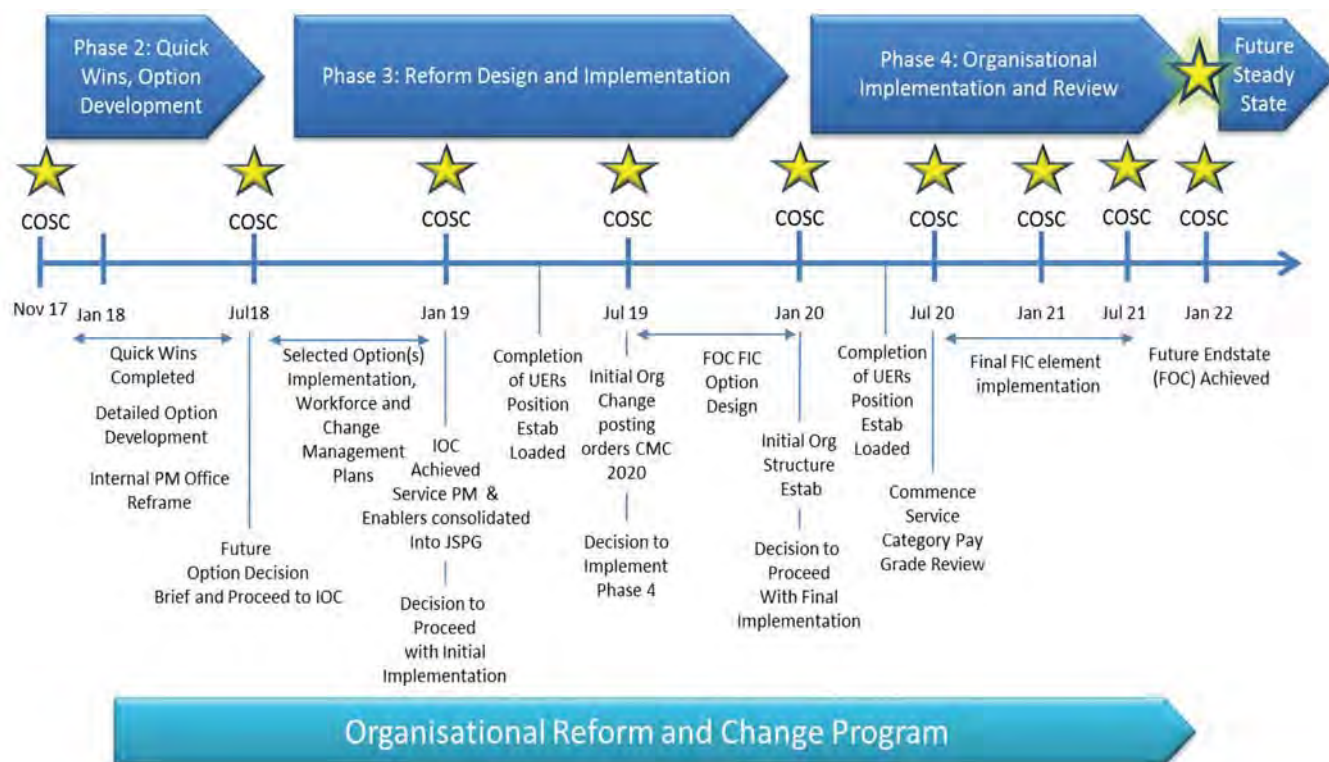 Phase 2: Quick
Wins, Option
Development
Phase 3: Reform Design and Implementation
Phase 4: Organisational
Implementation and Review
Future
Steady
State
COSC
COSC
COSC
COSC
COSC
COSC
COSC
COSC
COSC
Nov 17
Jan 18
Jul18
Jan 19
Jul 19
Jan 20
Jul 20
Jan 21
Jul 21
Jan 22
Quick Wins
Completed
Detailed Option
Development
Internal PM Office
Reframe
Future
Option Decision
Brief and Proceed to IOC
Selected Option(s)
Implementation,
Workforce and
Change
Management
Plans
IOC
Achieved
Service PM &
Enablers consolidated
Into JSPG
Decision to
Proceed
with Initial
Implementation
Completion
of UERs
Position
Estab
Loaded
Initial Org
Change
posting
orders CMC
2020
Decision to
Implement
Phase 4
FOC FIC
Option
Design
Initial Org
Structure
Estab
Decision to
Proceed
With Final
Implementation
Completion
of UERs
Position
Estab
Loaded
Commence
Service
Category Pay
Grade Review
Final FIC element
implementation
Future Endstate
(FOC) Achieved
Organisational Reform and Change Program